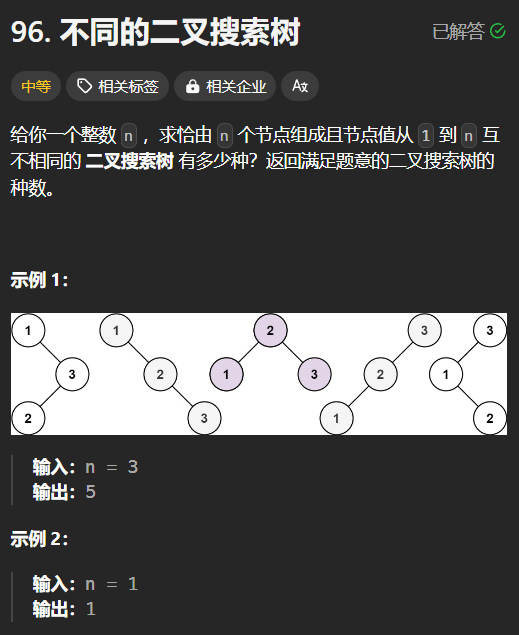 96. 不同的二叉搜索树
已解答
中等 相关标签 相关企业 Aあ
给你一个整数 n ，求恰由 n 个节点组成且节点值从 1 到 n 互
不相同的 二叉搜索树 有多少种？返回满足题意的二叉搜索树的
种数。
示例 1：
1 1 2 3 3
3 2 1 3 2 1
2 3 1 2
输入：n = 3
输出：5
示例 2：
输入：n = 1
输出：1